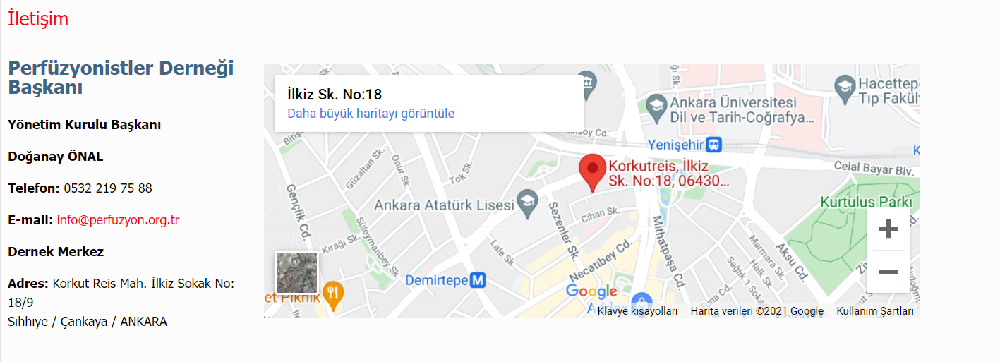 İletişim
Perfüzyonistler Derneği
Başkanı
Yönetim Kurulu Başkanı
Doğanay ÖNAL
Telefon: 0532 219 75 88
E-mail: info@perfuzyon.org.tr
Dernek Merkez
Adres: Korkut Reis Mah. İlkiz Sokak No:
18/9
Sıhhıye / Çankaya / ANKARA
İlkiz Sk. No:18
Daha büyük haritayı görüntüle
Hacettepe
Tıp Fakült
Ankara Üniversitesi
Dil ve Tarih-Coğrafya...
Cd.
Yenişehir
Celal Bayar Blv.
Korkutreis, İlkiz
Sk. No:18, 06430...
Kurtulus Parkı
Güzaltan Sk.
Onur Sk.
Tok Sk.
Gençlik Cd.
Ankara Atatürk Lisesi
Sezenler Sk.
Cihan Sk.
Mithatpaşa Cd.
Süleymanbey Sk.
Kırağı Sk.
Lale Sk.
Necatibey Cd.
Marmara Sk.
Aksu Cd.
Halk Sk.
Sağlık 1 Sokak
Demirtepe M
et Piknik
Tuna Cd.
Google
Klavye kısayolları
Harita verileri ©2021 Google
Kullanım Şartları